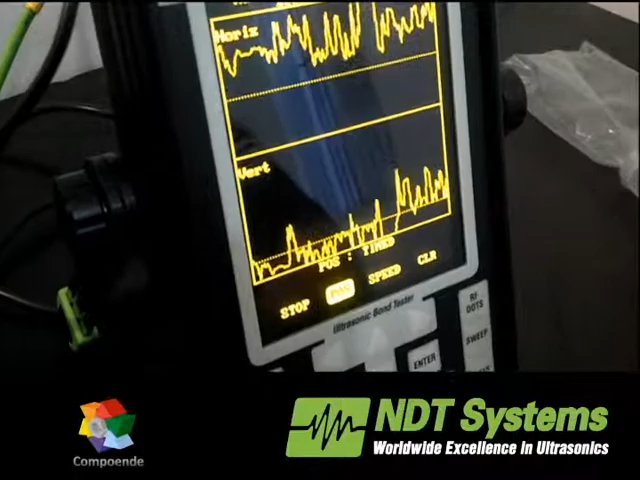 Horiz
Vert
POS : TIMED
STOP POS SPEED CLR
Ultrasonic Bond Tester
RF
DOTS
SWEEP
ENTER
Compoende
NDT Systems
Worldwide Excellence in Ultrasonics